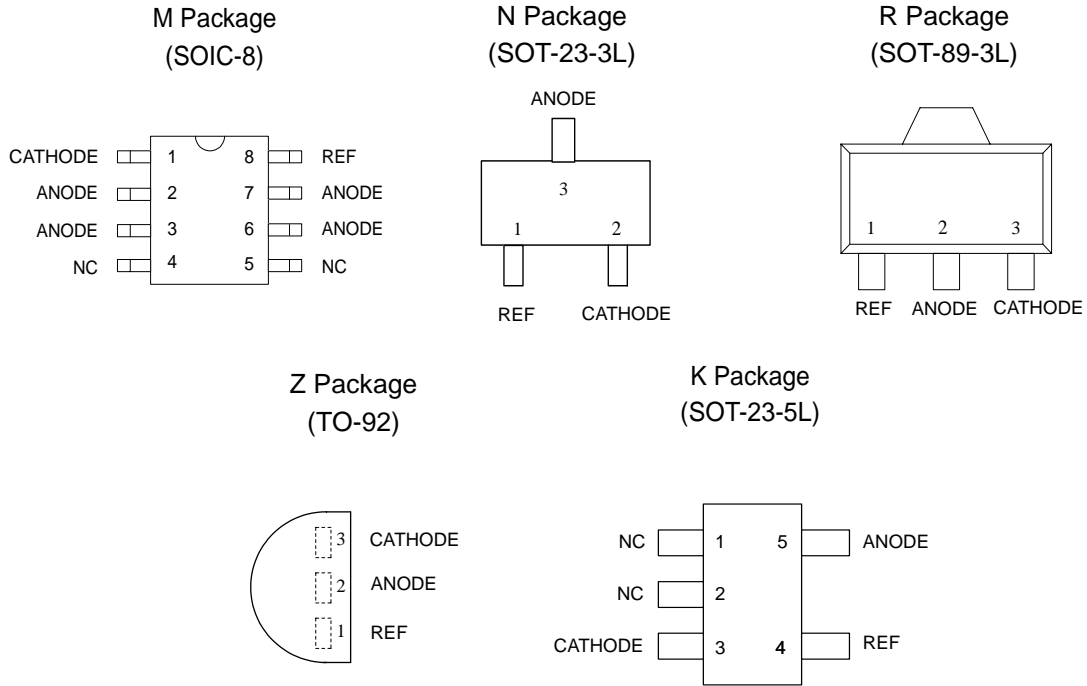 M Package
(SOIC-8)
N Package
(SOT-23-3L)
R Package
(SOT-89-3L)
CATHODE 1 8 REF
ANODE 2 7 ANODE
ANODE 3 6 ANODE
NC 4 5 NC
ANODE
3
1 2
REF CATHODE
1 2 3
REF ANODE CATHODE
Z Package
(TO-92)
K Package
(SOT-23-5L)
3 CATHODE
2 ANODE
1 REF
NC 1 5 ANODE
NC 2
CATHODE 3 4 REF